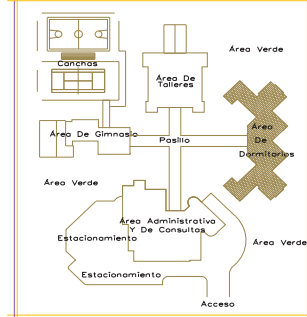 Canchas
Área Verde
Área De
Talleres
Área De Gimnasio
Pasillo
Área
De
Dormitorios
Área Verde
Área Administrativa
Y De Consultas
Estacionamiento
Área Verde
Estacionamiento
Acceso